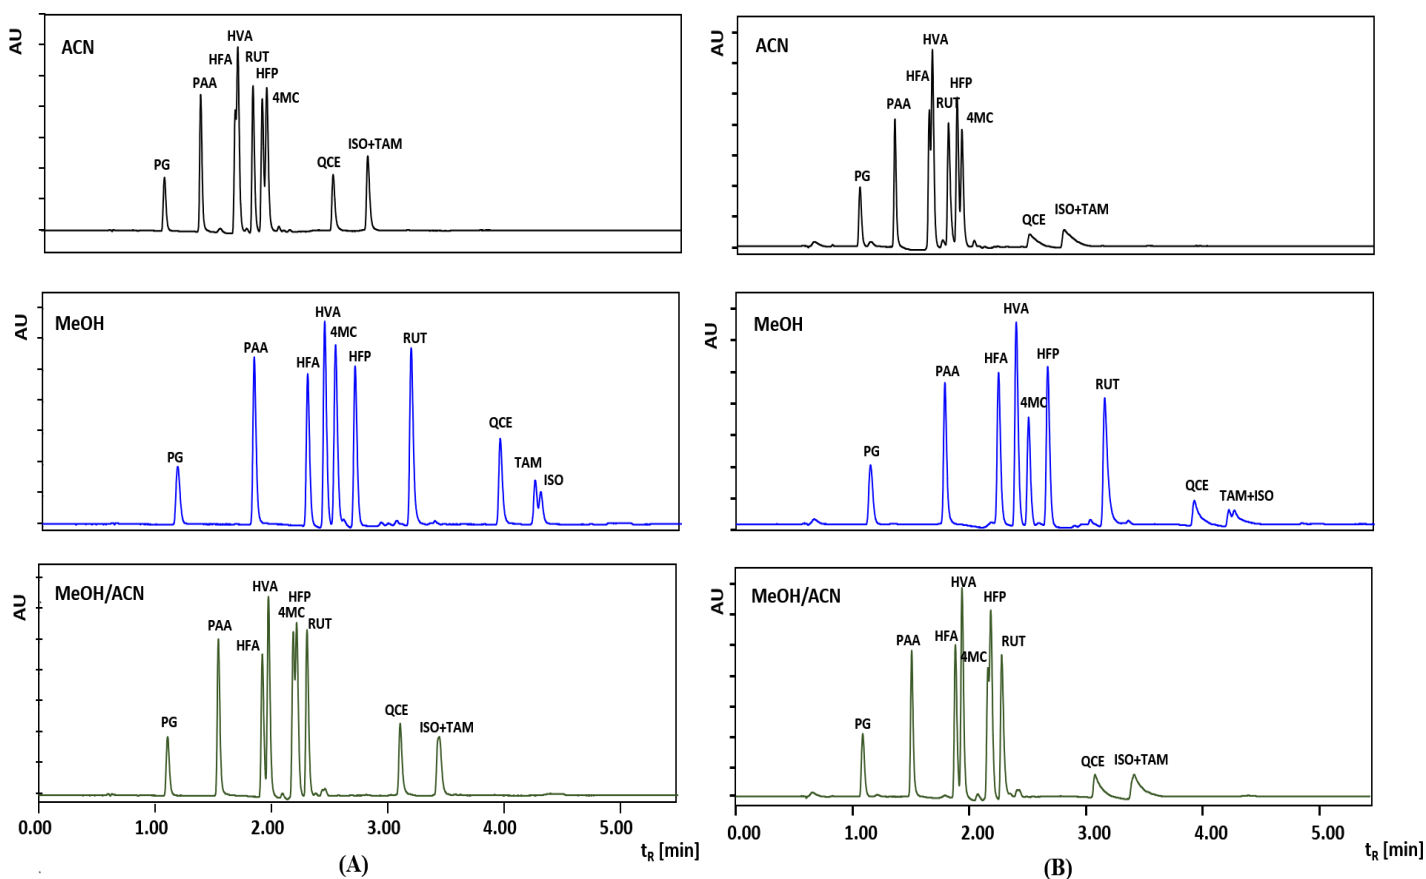 AU
ACN
PG
PAA
HFA
HVA
RUT
HFP
4MC
QCE
ISO+TAM
AU
MeOH
PG
PAA
HFA
HVA
4MC
HFP
RUT
QCE
TAM
ISO
AU
MeOH/ACN
PG
PAA
HFA
HVA
4MC
HFP
RUT
QCE
ISO+TAM
0.00 1.00 2.00 3.00 4.00 5.00
tR [min]
(A)
AU
ACN
PG
PAA
HFA
HVA
RUT
HFP
4MC
QCE
ISO+TAM
AU
MeOH
PG
PAA
HFA
HVA
4MC
HFP
RUT
QCE
TAM+ISO
AU
MeOH/ACN
PG
PAA
HFA
HVA
4MC
HFP
RUT
QCE
ISO+TAM
0.00 1.00 2.00 3.00 4.00 5.00
tR [min]
(B)